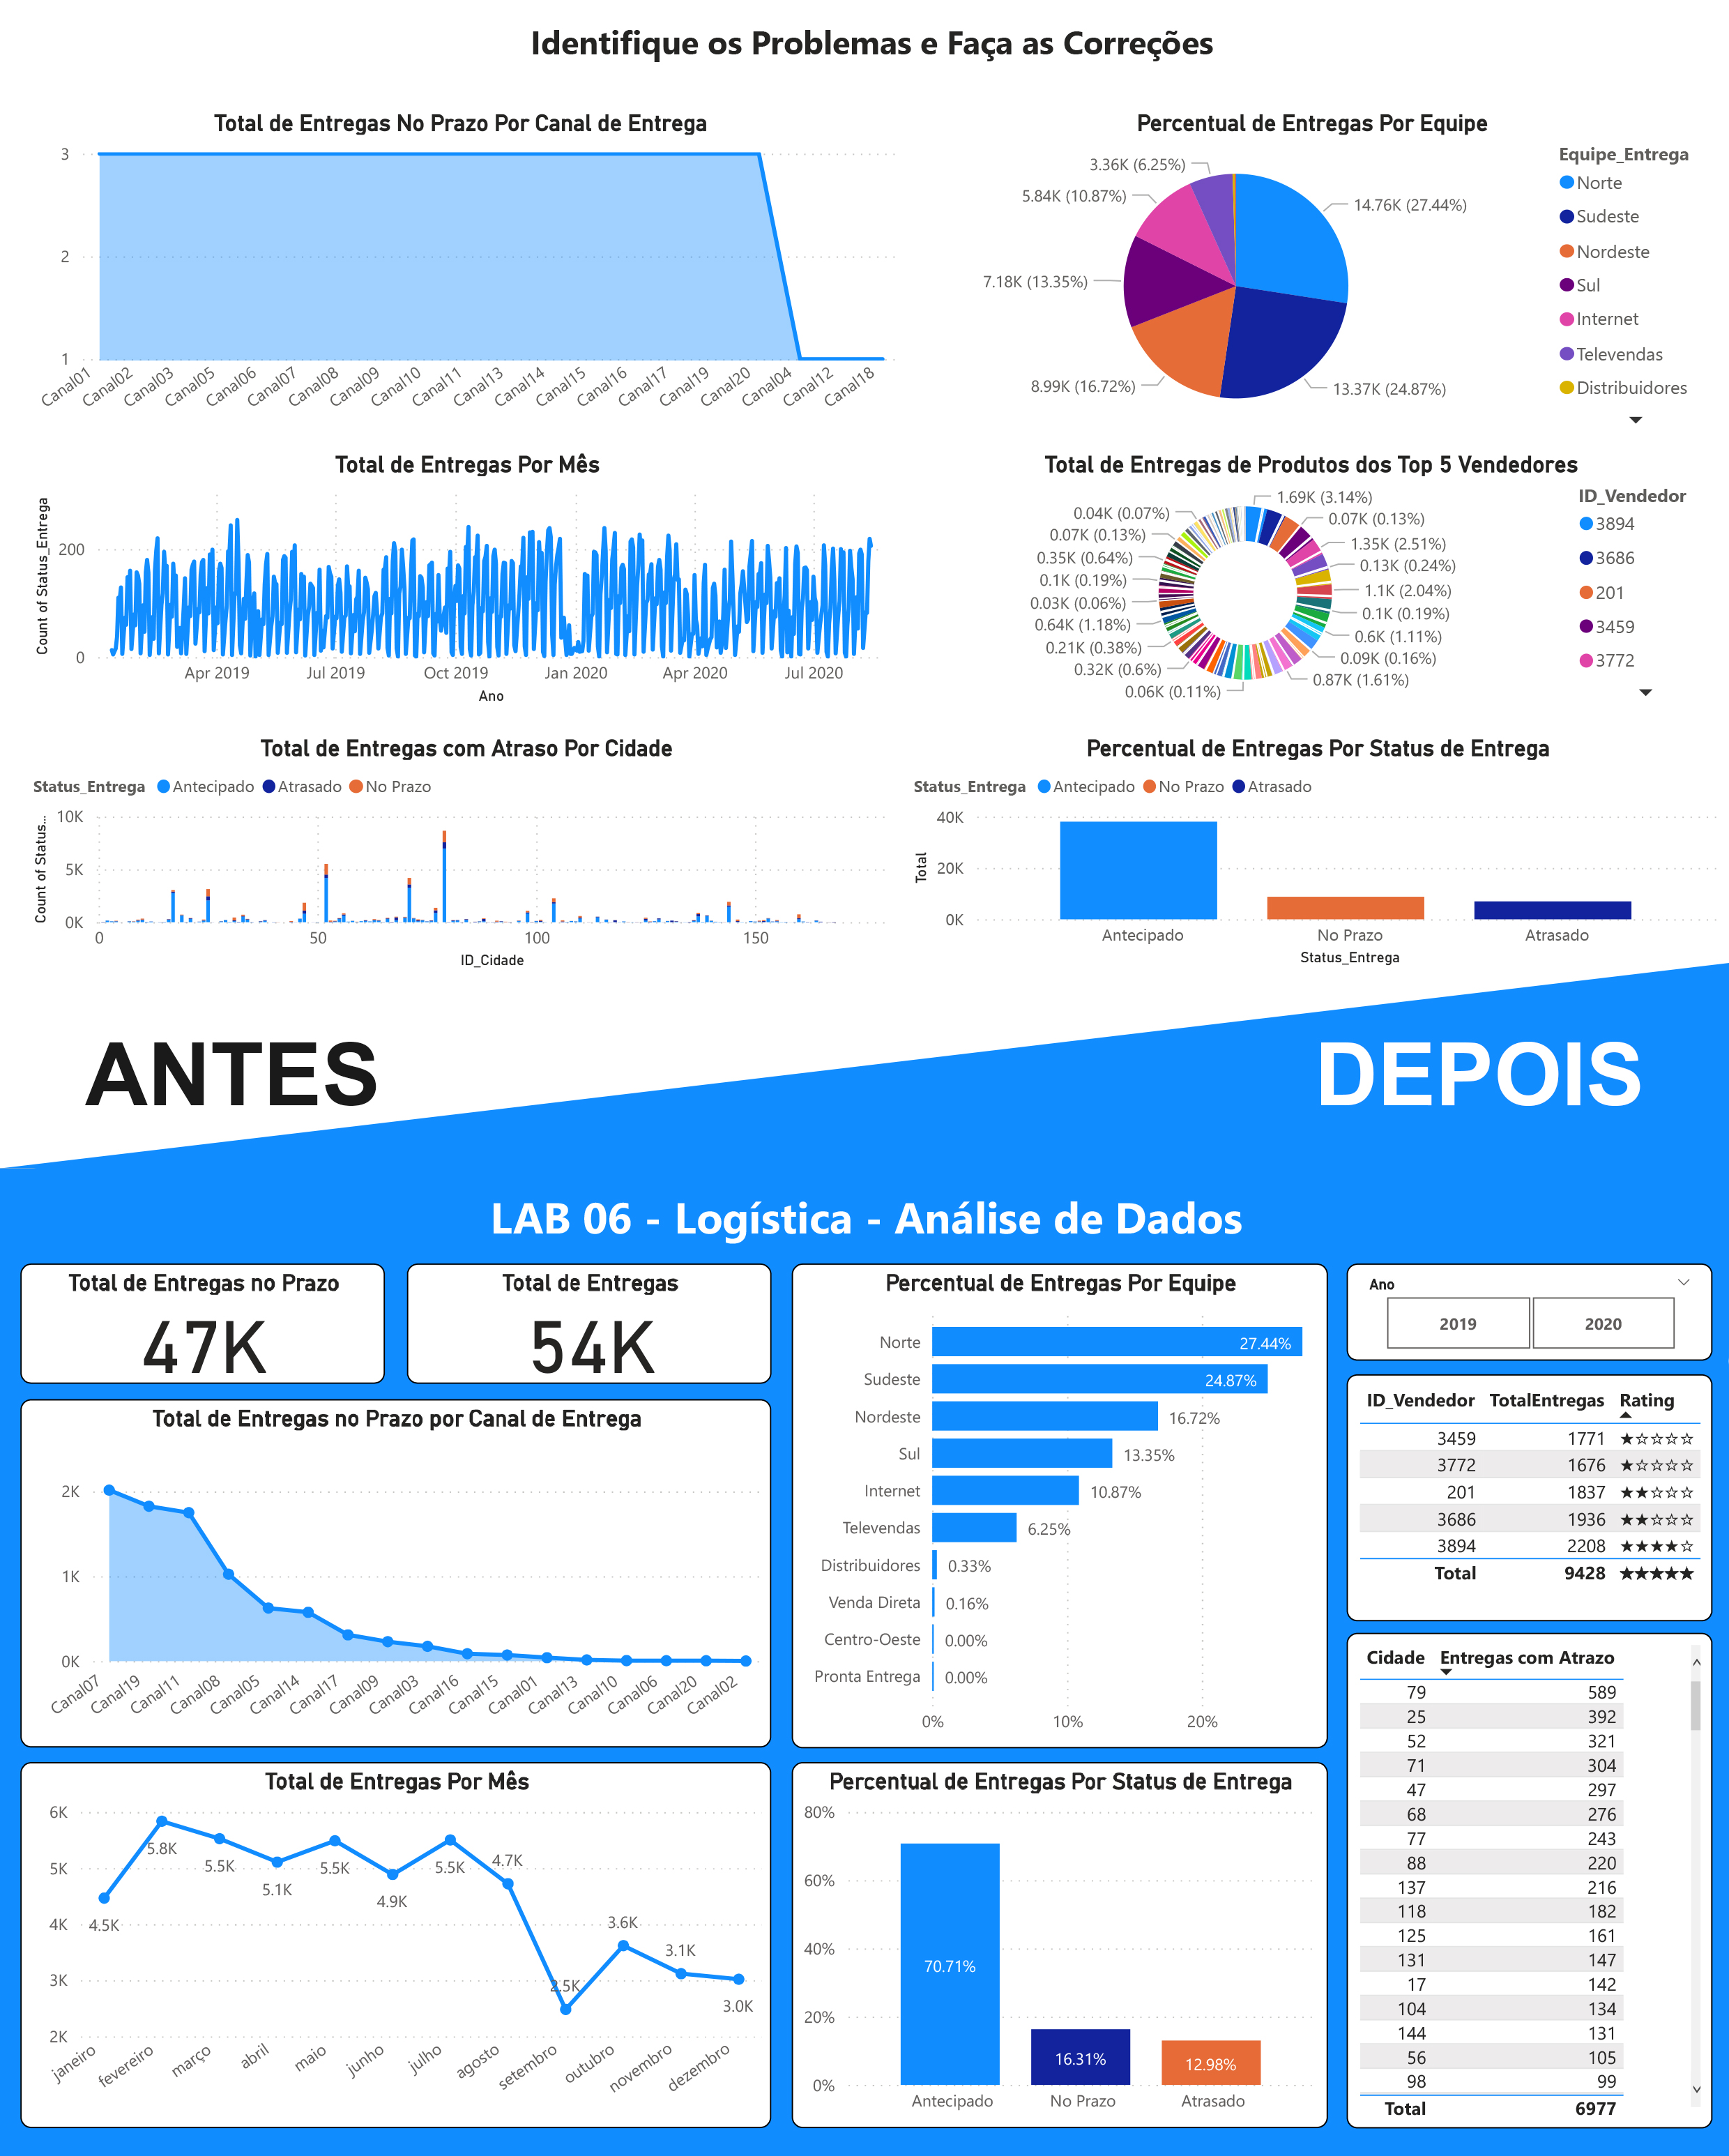 Identifique os Problemas e Faça as Correções
Total de Entregas No Prazo Por Canal de Entrega
3
2
1
Canal01 Canal02 Canal03 Canal05 Canal06 Canal07 Canal08 Canal09 Canal10 Canal11 Canal13 Canal14 Canal15 Canal16 Canal17 Canal19 Canal20 Canal04 Canal12 Canal18
Percentual de Entregas Por Equipe
3.36K (6.25%)
5.84K (10.87%)
7.18K (13.35%)
8.99K (16.72%)
14.76K (27.44%)
13.37K (24.87%)
Equipe_Entrega
Norte
Sudeste
Nordeste
Sul
Internet
Televendas
Distribuidores
Total de Entregas Por Mês
Count of Status_Entrega
200
0
Apr 2019 Jul 2019 Oct 2019 Jan 2020 Apr 2020 Jul 2020
Ano
Total de Entregas de Produtos dos Top 5 Vendedores
0.04K (0.07%)
0.07K (0.13%)
0.35K (0.64%)
0.1K (0.19%)
0.03K (0.06%)
0.64K (1.18%)
0.21K (0.38%)
0.32K (0.6%)
0.06K (0.11%)
1.69K (3.14%)
0.07K (0.13%)
1.35K (2.51%)
0.13K (0.24%)
1.1K (2.04%)
0.1K (0.19%)
0.6K (1.11%)
0.09K (0.16%)
0.87K (1.61%)
ID_Vendedor
3894
3686
201
3459
3772
Total de Entregas com Atraso Por Cidade
Status_Entrega Antecipado Atrasado No Prazo
Count of Status...
10K
5K
0K
0 50 100 150
ID_Cidade
Percentual de Entregas Por Status de Entrega
Status_Entrega Antecipado No Prazo Atrasado
Total
40K
20K
0K
Antecipado No Prazo Atrasado
Status_Entrega
ANTES
DEPOIS
LAB 06 - Logística - Análise de Dados
Total de Entregas no Prazo
47K
Total de Entregas
54K
Total de Entregas no Prazo por Canal de Entrega
2K
1K
0K
Canal07 Canal19 Canal11 Canal08 Canal05 Canal14 Canal17 Canal09 Canal03 Canal16 Canal15 Canal01 Canal13 Canal10 Canal06 Canal20 Canal02
Percentual de Entregas Por Equipe
Norte 27.44%
Sudeste 24.87%
Nordeste 16.72%
Sul 13.35%
Internet 10.87%
Televendas 6.25%
Distribuidores 0.33%
Venda Direta 0.16%
Centro-Oeste 0.00%
Pronta Entrega 0.00%
0% 10% 20%
Ano
2019 2020
ID_Vendedor TotalEntregas Rating
3459 1771 ★☆☆☆☆
3772 1676 ★☆☆☆☆
201 1837 ★★☆☆☆
3686 1936 ★★☆☆☆
3894 2208 ★★★★☆
Total 9428 ★★★★★
Cidade Entregas com Atrazo
79 589
25 392
52 321
71 304
47 297
68 276
77 243
88 220
137 216
118 182
125 161
131 147
17 142
104 134
144 131
56 105
98 99
Total 6977
Total de Entregas Por Mês
6K
5K
4K
3K
2K
4.5K 5.8K 5.5K 5.1K 5.5K 4.9K 5.5K 4.7K 2.5K 3.6K 3.1K 3.0K
janeiro fevereiro março abril maio junho julho agosto setembro outubro novembro dezembro
Percentual de Entregas Por Status de Entrega
80%
60%
40%
20%
0%
70.71% 16.31% 12.98%
Antecipado No Prazo Atrasado